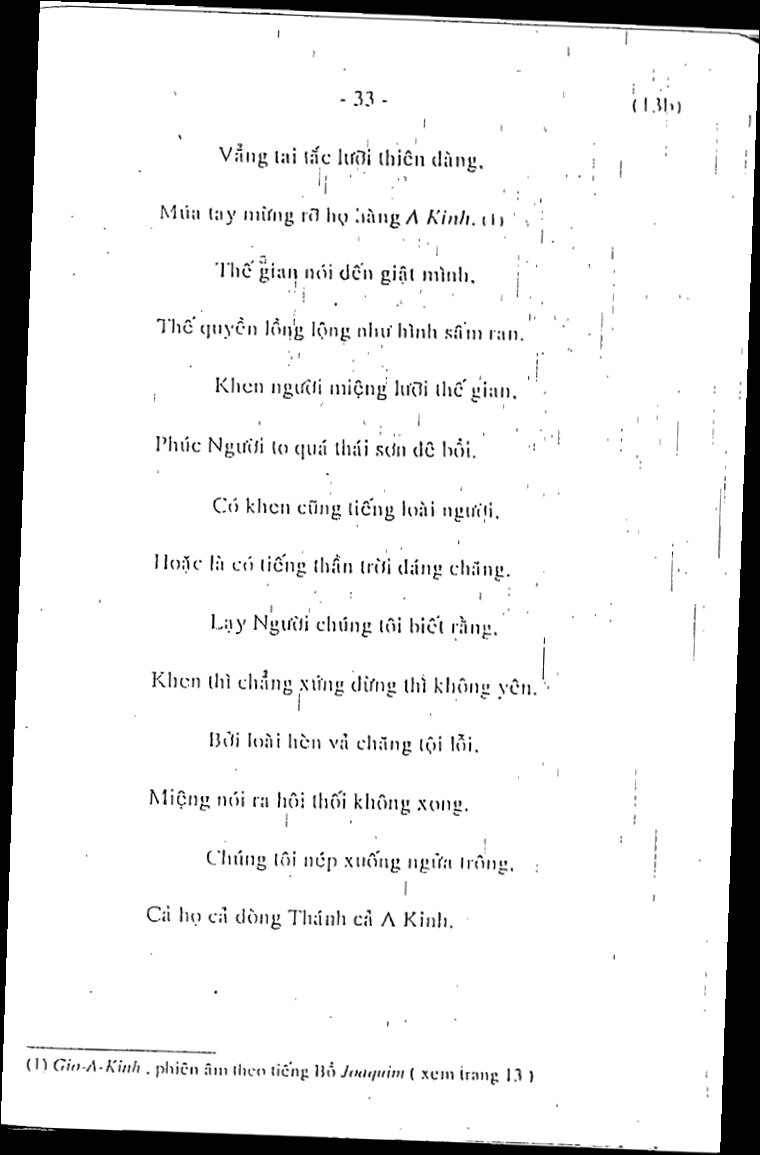 - 33 -
(13b)
Vẳng tai tấc lưỡi thiên đàng,
Múa tay mừng rỡ họ hàng A Kinh. (1)
Thế gian nói đến giật mình,
Thế quyền lồng lộng như hình sấm ran.
Khen người miệng lưỡi thế gian,
Phúc Người to quá thái sơn dễ bồi.
Có khen cũng tiếng loài người,
Hoặc là có tiếng thần trời đáng chăng.
Lạy Người chúng tôi biết rằng,
Khen thì chẳng xứng đừng thì không yên.
Bởi loài hèn vả chăng tội lỗi,
Miệng nói ra hôi thối không xong.
Chúng tôi nép xuống ngửa trông,
Cả họ cả dòng Thánh cả A Kinh.
(1) Gio-A-Kinh, phiên âm theo tiếng Bồ Joaquim ( xem trang 13 )